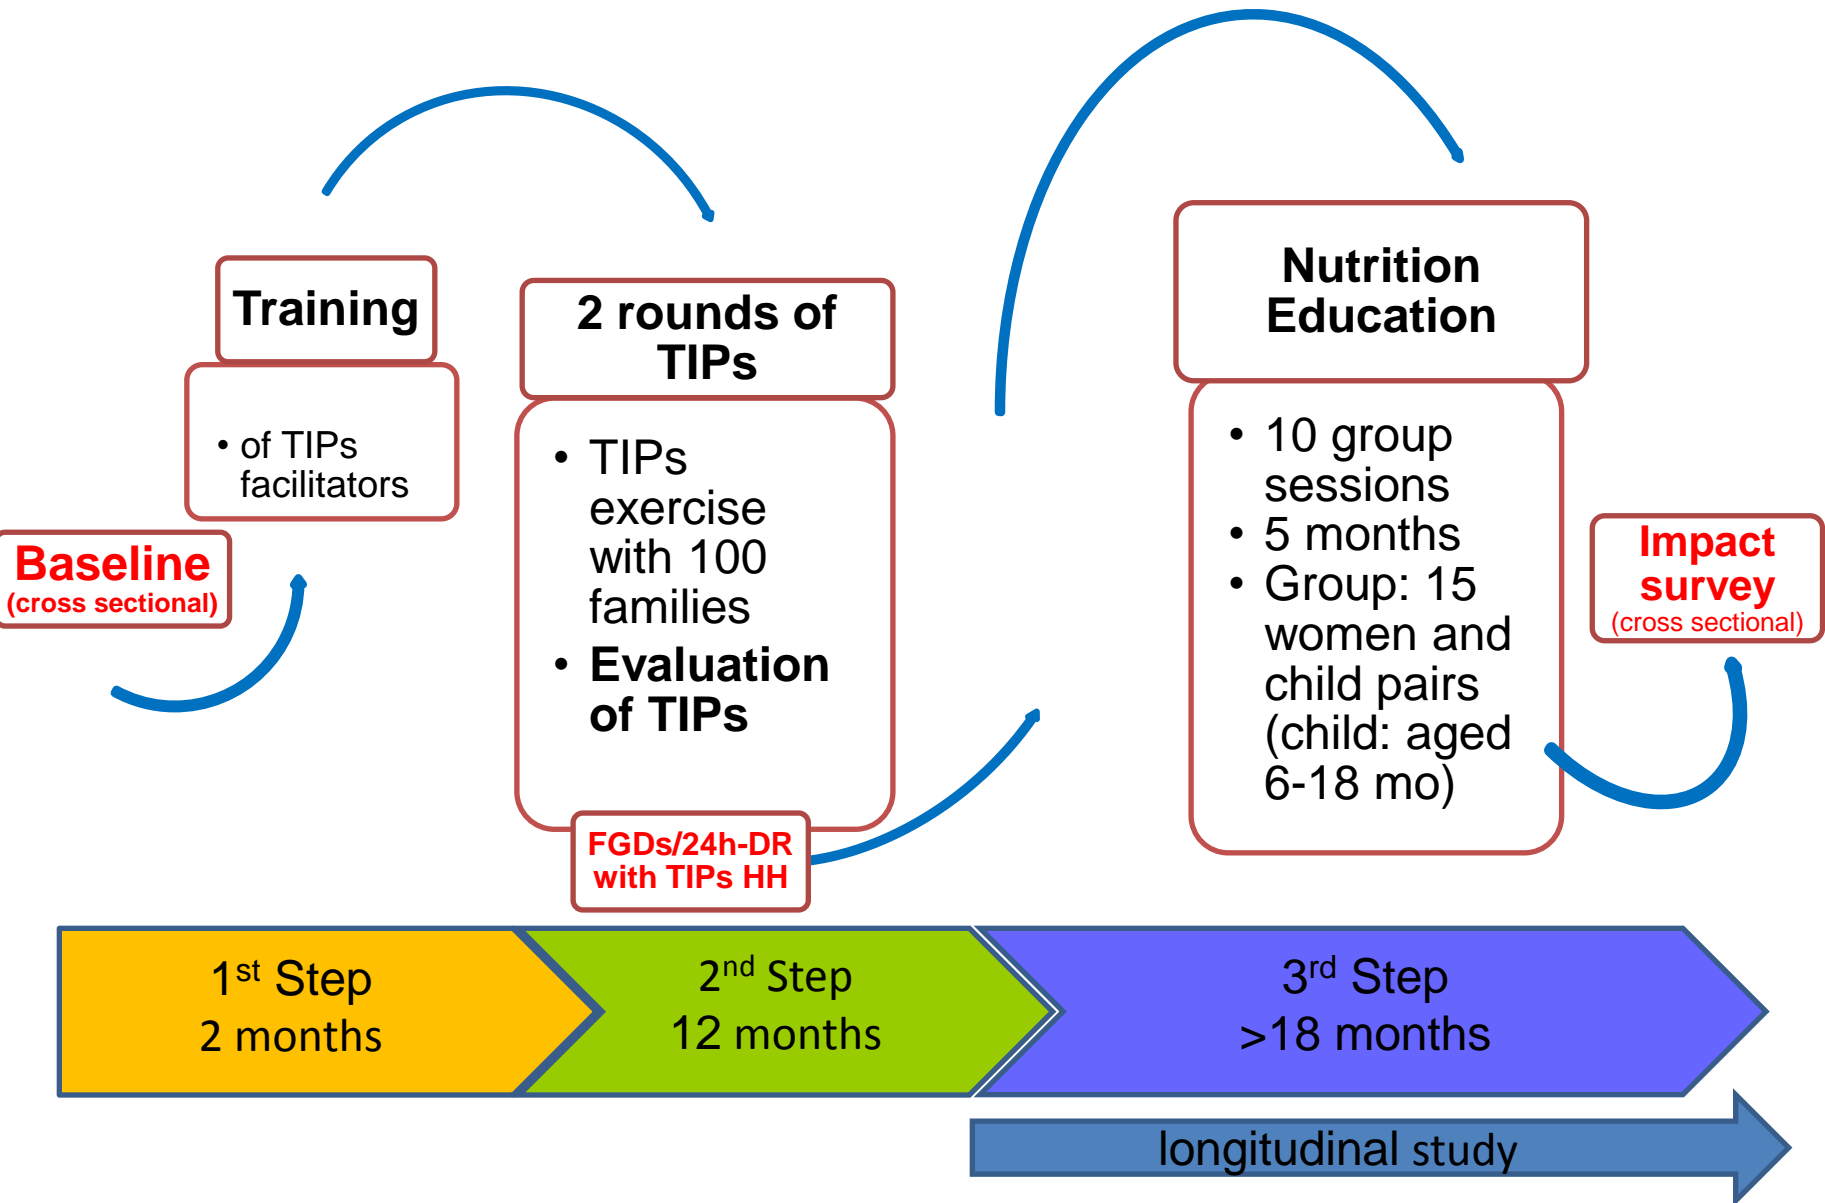 Baseline
(cross sectional)
Training
• of TIPs
facilitators
2 rounds of
TIPs
• TIPs
exercise
with 100
families
• Evaluation
of TIPs
FGDs/24h-DR
with TIPs HH
Nutrition
Education
• 10 group
sessions
• 5 months
• Group: 15
women and
child pairs
(child: aged
6-18 mo)
Impact
survey
(cross sectional)
1st Step
2 months
2nd Step
12 months
3rd Step
>18 months
longitudinal study